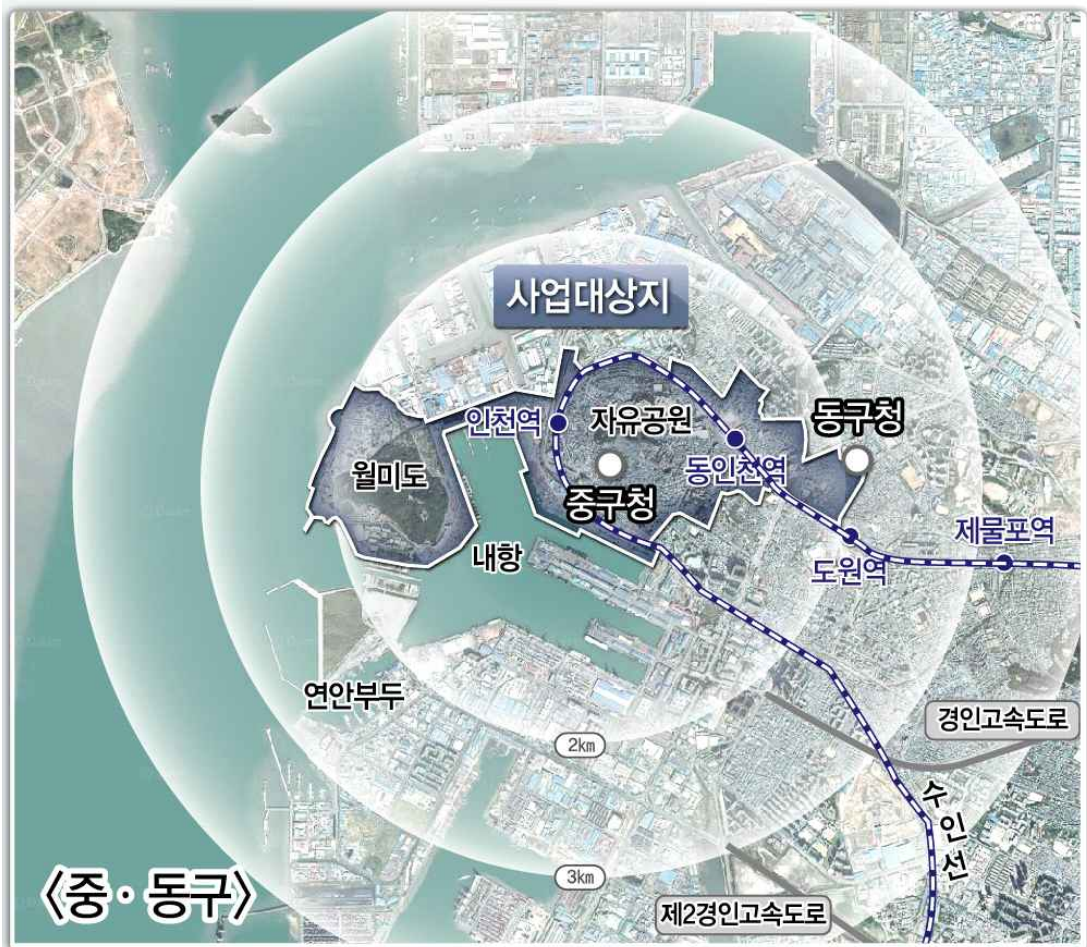 사업대상지
인천역
자유공원
동구청
월미도
동인천역
중구청
제물포역
내항
도원역
연안부두
경인고속도로
2km
수인선
3km
〈중·동구〉
제2경인고속도로